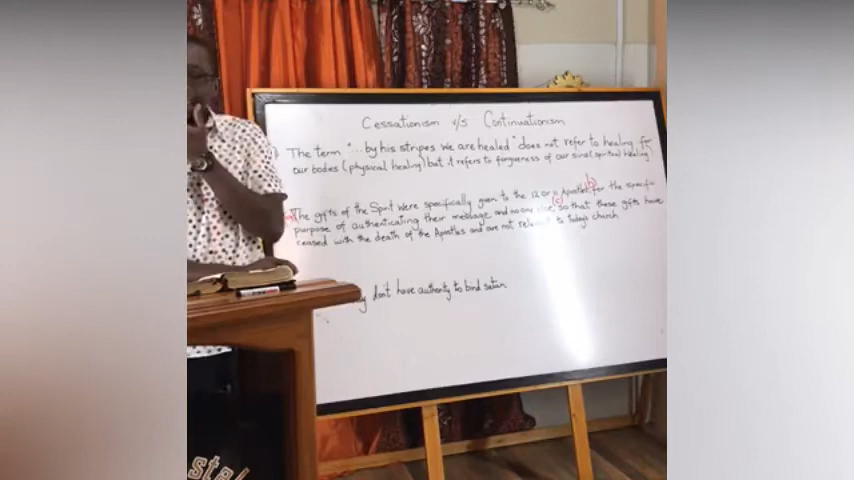 Cessationism v/s Continuationism
The term "...by his stripes we are healed" does not refer to healing for
our bodies (physical healing) but it refers to forgiveness of our sins (spiritual healing)
The gifts of the Spirit were specifically given to the 12 or 11 Apostles for the specific
purpose of authenticating their message and no one else, so that these gifts have
ceased with the death of the Apostles and are not relevant to today's church
don't have authority to bind satan